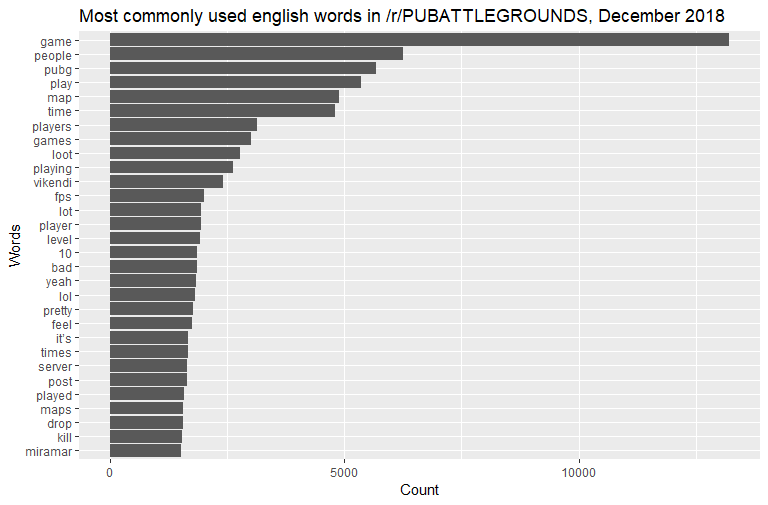 Most commonly used english words in /r/PUBATTLEGROUNDS, December 2018
game
people
pubg
play
map
time
players
games
loot
playing
vikendi
fps
lot
player
level
10
bad
yeah
lol
pretty
feel
it's
times
server
post
played
maps
drop
kill
miramar
Words
0 5000 10000
Count